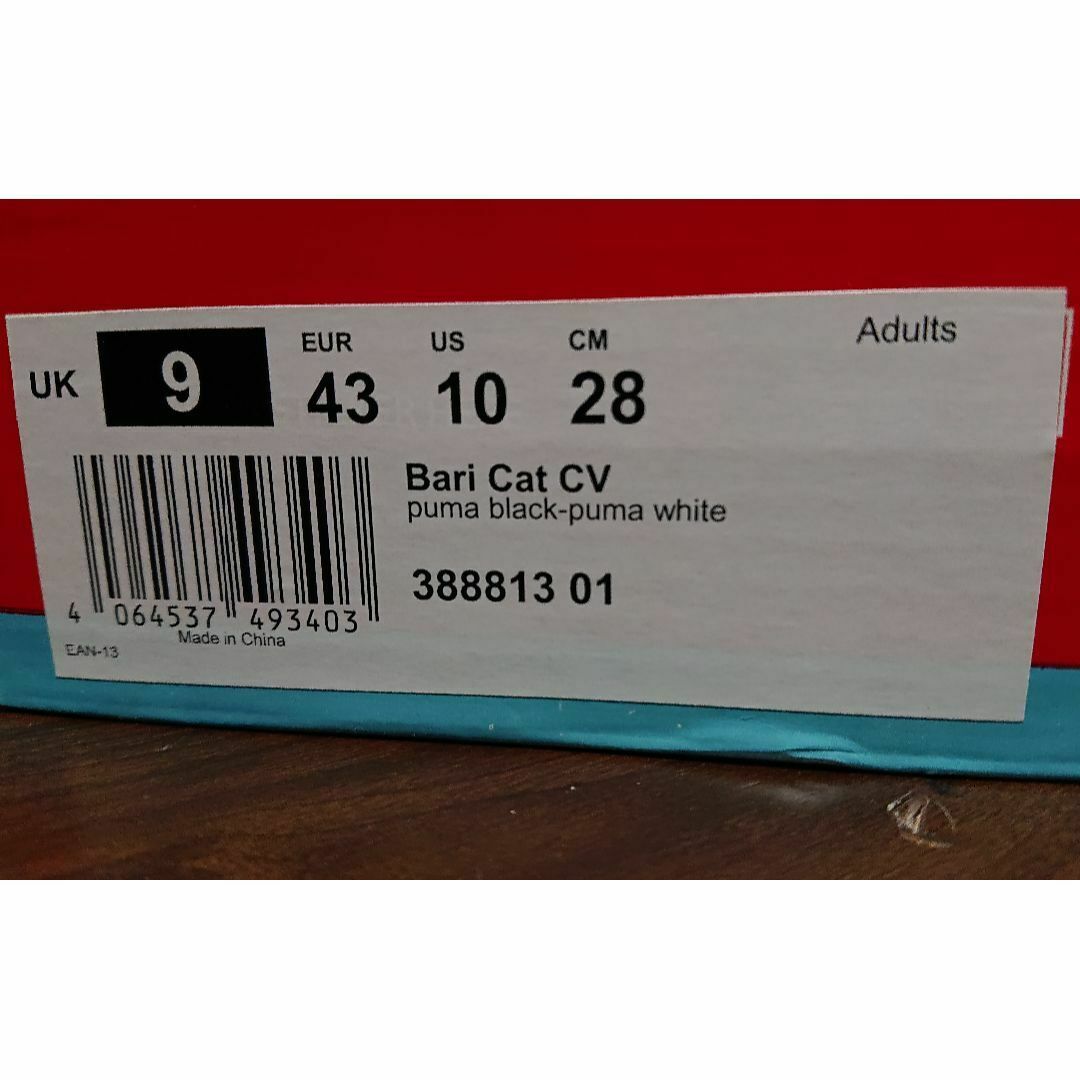 EUR US CM Adults
UK 9 43 10 28
Bari Cat CV
puma black-puma white
388813 01
4 064537 493403
Made in China
EAN-13